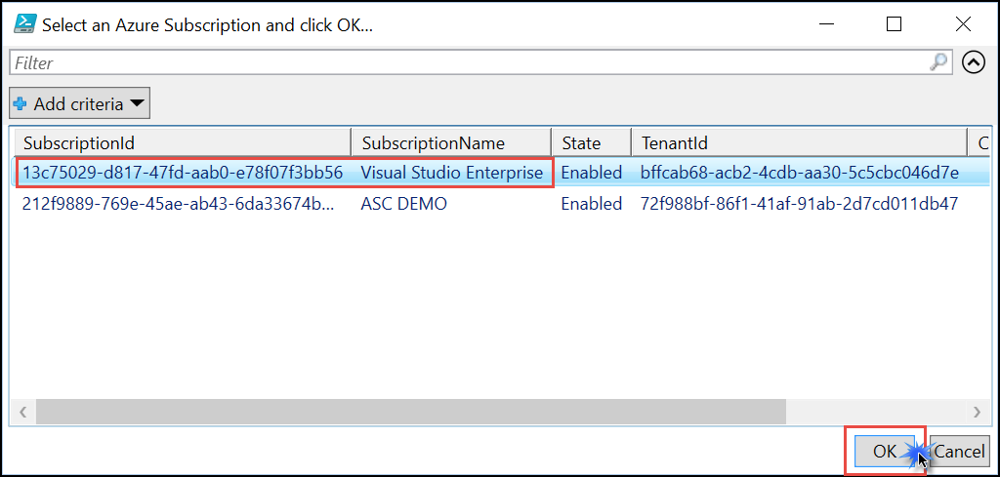 Select an Azure Subscription and click OK...
Filter
Add criteria
SubscriptionId SubscriptionName State TenantId C
13c75029-d817-47fd-aab0-e78f07f3bb56 Visual Studio Enterprise Enabled bffcab68-acb2-4cdb-aa30-5c5cbc046d7e
212f9889-769e-45ae-ab43-6da33674b... ASC DEMO Enabled 72f988bf-86f1-41af-91ab-2d7cd011db47
OK Cancel